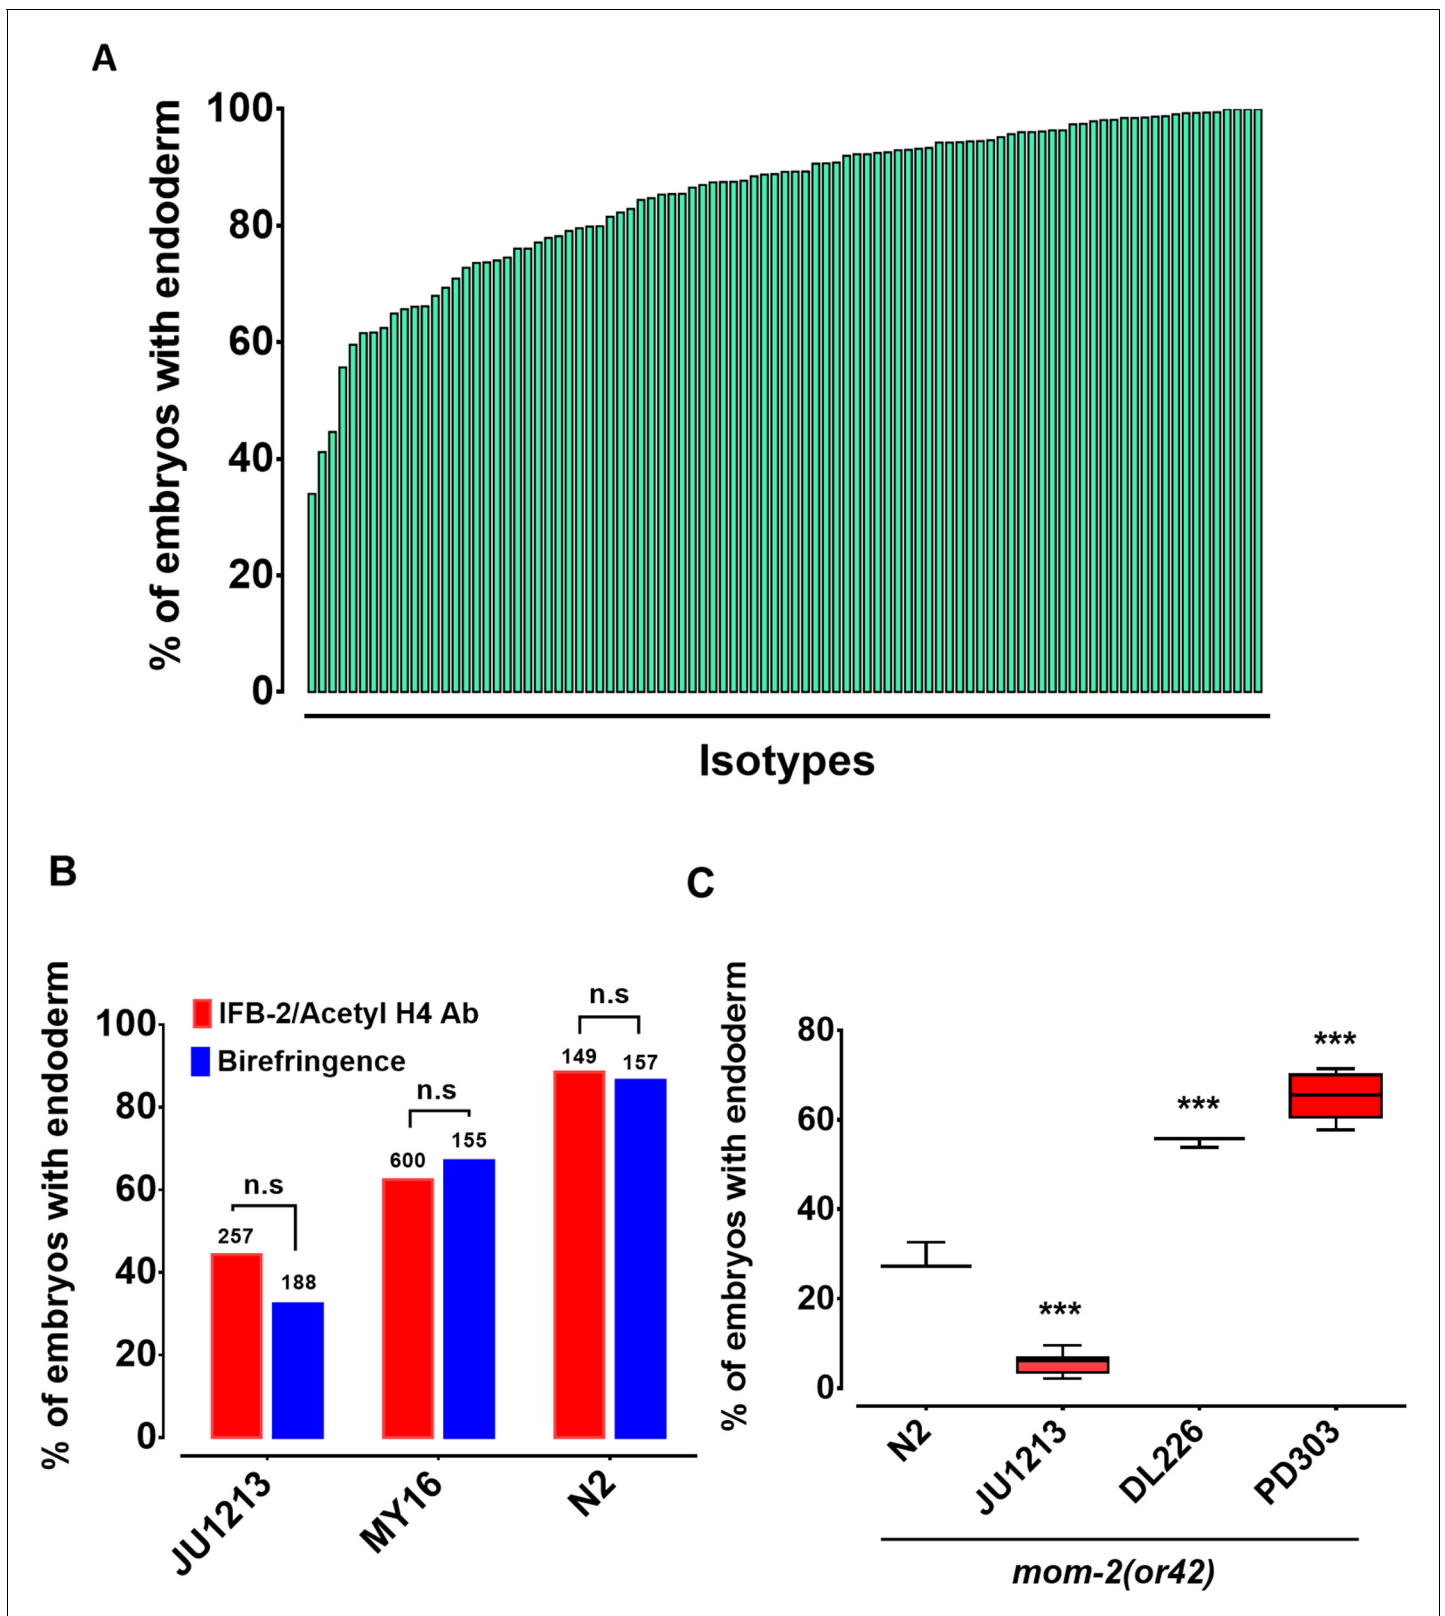 A
% of embryos with endoderm
100
80
60
40
20
0
Isotypes
B
% of embryos with endoderm
100
80
60
40
20
0
IFB-2/Acetyl H4 Ab
Birefringence
n.s
257
188
n.s
600
155
n.s
149
157
JU1213
MY16
N2
C
% of embryos with endoderm
80
60
40
20
0
***
***
***
N2
JU1213
DL226
PD303
mom-2(or42)